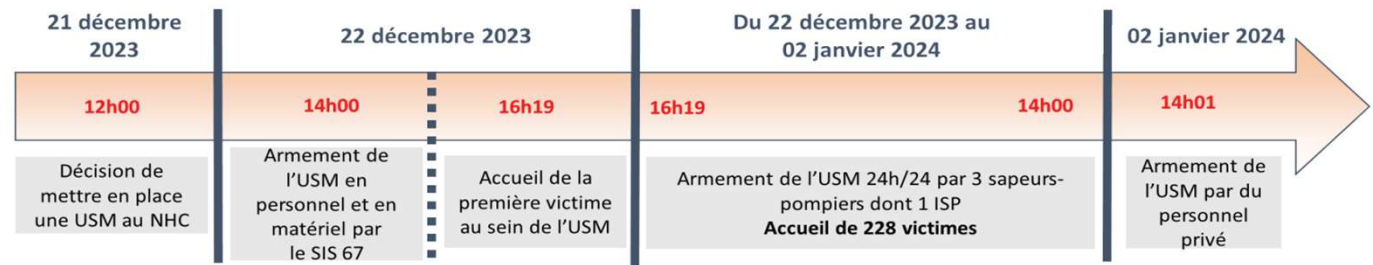 21 décembre
2023
22 décembre 2023
Du 22 décembre 2023 au
02 janvier 2024
02 janvier 2024
12h00
14h00
16h19
16h19
14h00
14h01
Décision de
mettre en place
une USM au NHC
Armement de
l’USM en
personnel et en
matériel par
le SIS 67
Accueil de la
première victime
au sein de l’USM
Armement de l’USM 24h/24 par 3 sapeurs-
pompiers dont 1 ISP
Accueil de 228 victimes
Armement de
l’USM par du
personnel
privé